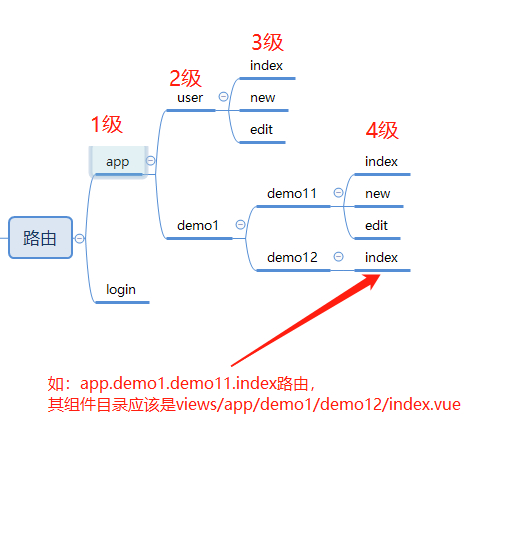 3级
index
2级
user
new
edit
1级
app
4级
index
demo11
new
路由
demo1
edit
demo12
index
login
如：app.demo1.demo11.index路由，
其组件目录应该是views/app/demo1/demo12/index.vue